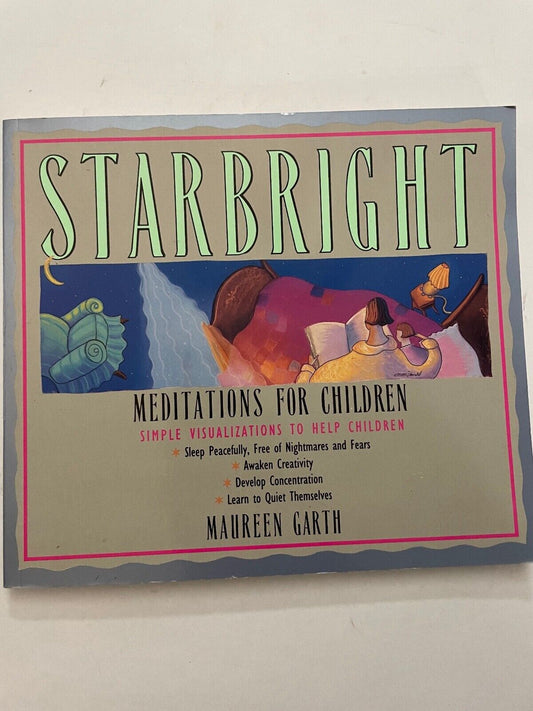 STARBRIGHT
MEDITATIONS FOR CHILDREN
SIMPLE VISUALIZATIONS TO HELP CHILDREN
* Sleep Peacefully, Free of Nightmares and Fears
* Awaken Creativity
* Develop Concentration
* Learn to Quiet Themselves
MAUREEN GARTH